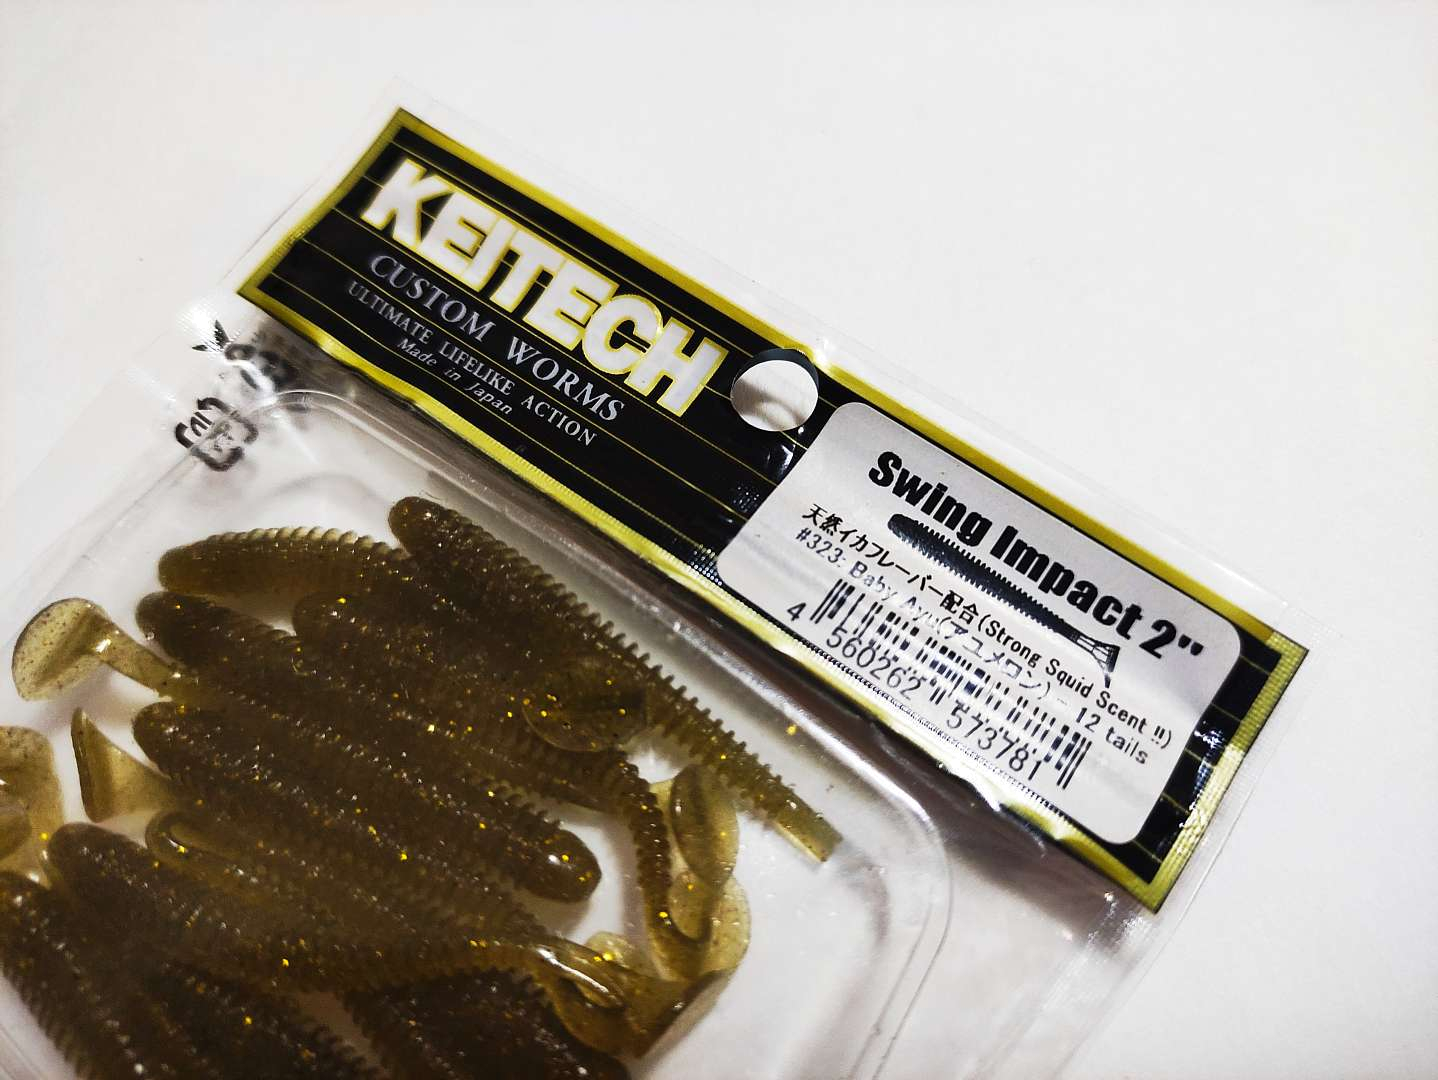 KEITECH
CUSTOM WORMS
ULTIMATE LIFELIKE ACTION
Made in Japan
Swing Impact 2"
天然イカフレーバー配合(Strong Squid Scent !!)
#323: Baby Ayu(アユメロン) - 12 tails
4 560262 573781